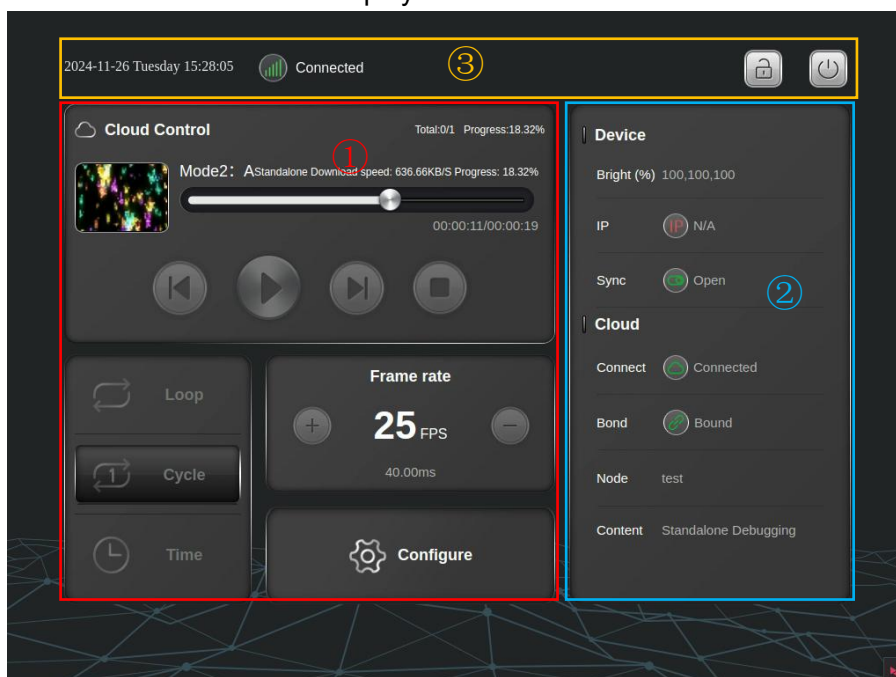 2024-11-26 Tuesday 15:28:05
Connected
③
Cloud Control
Total:0/1 Progress:18.32%
①
Mode2: AStandalone Download speed: 636.66KB/S Progress: 18.32%
00:00:11/00:00:19
Loop
1
Cycle
Time
Frame rate
25 FPS
40.00ms
Configure
Device
Bright (%) 100,100,100
IP IP N/A
Sync Open
②
Cloud
Connect Connected
Bond Bound
Node test
Content Standalone Debugging